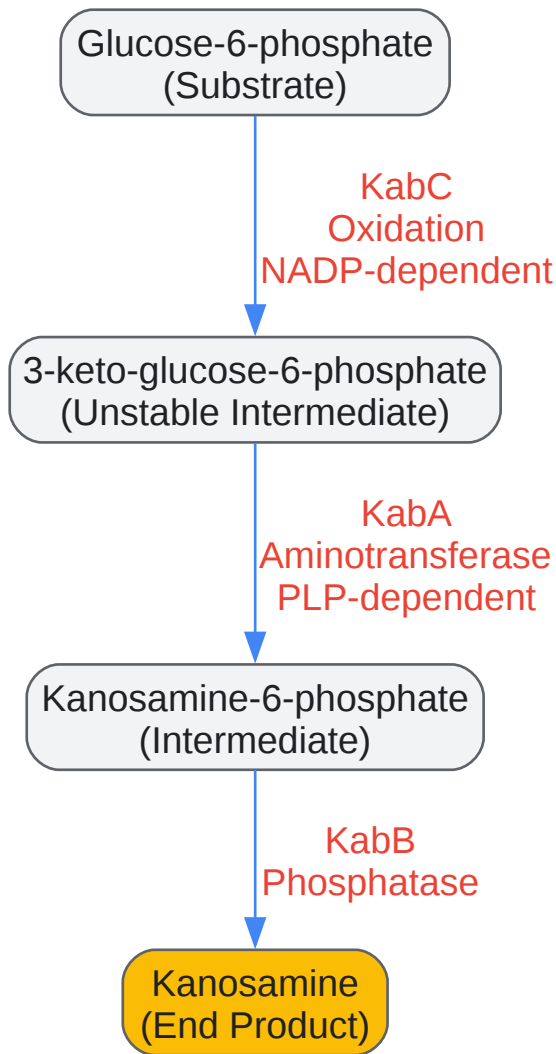 Glucose-6-phosphate
(Substrate)
KabC
Oxidation
NADP-dependent
3-keto-glucose-6-phosphate
(Unstable Intermediate)
KabA
Aminotransferase
PLP-dependent
Kanosamine-6-phosphate
(Intermediate)
KabB
Phosphatase
Kanosamine
(End Product)